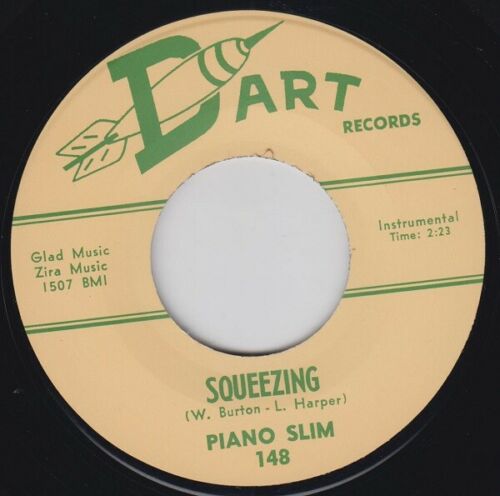 DART
RECORDS
Glad Music
Zira Music
1507 BMI
Instrumental
Time: 2:23
SQUEEZING
(W. Burton - L. Harper)
PIANO SLIM
148